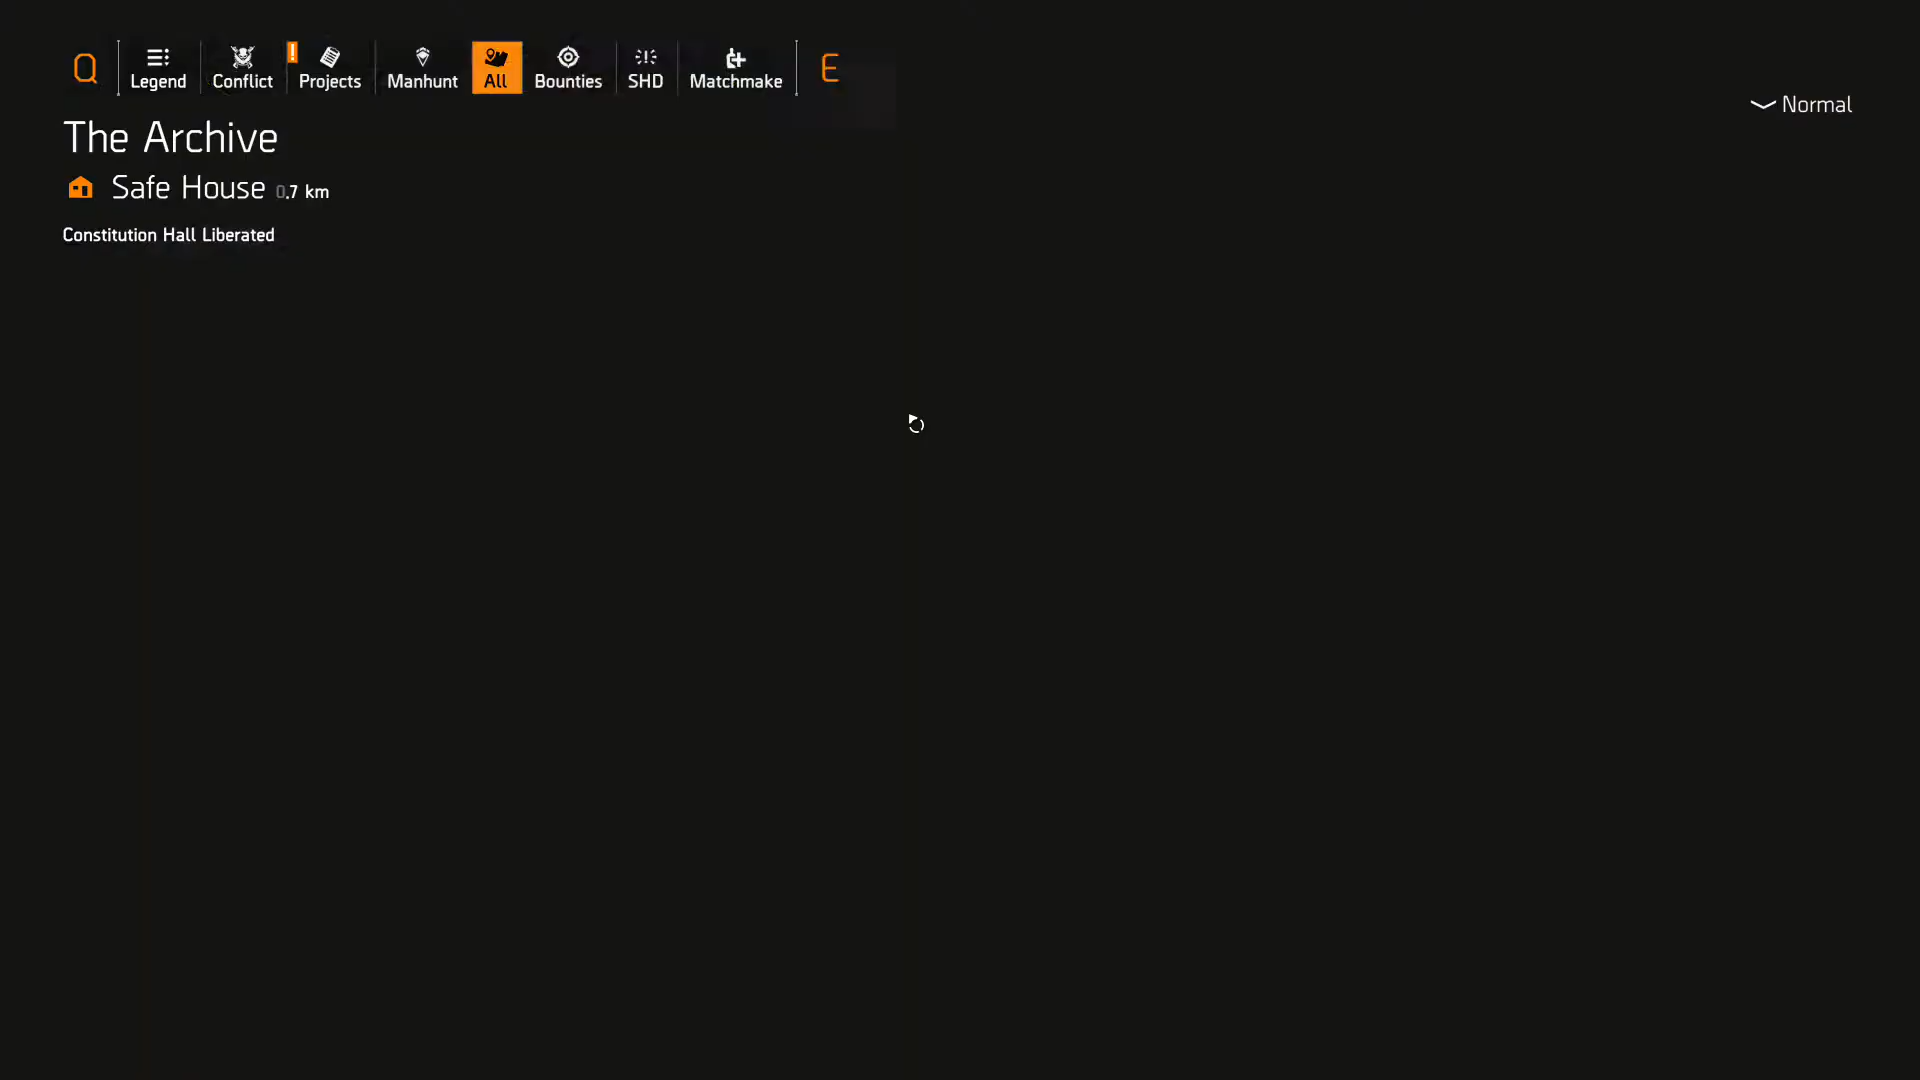 Q Legend Conflict ! Projects Manhunt All Bounties SHD Matchmake E
Normal
The Archive
Safe House 0.7 km
Constitution Hall Liberated